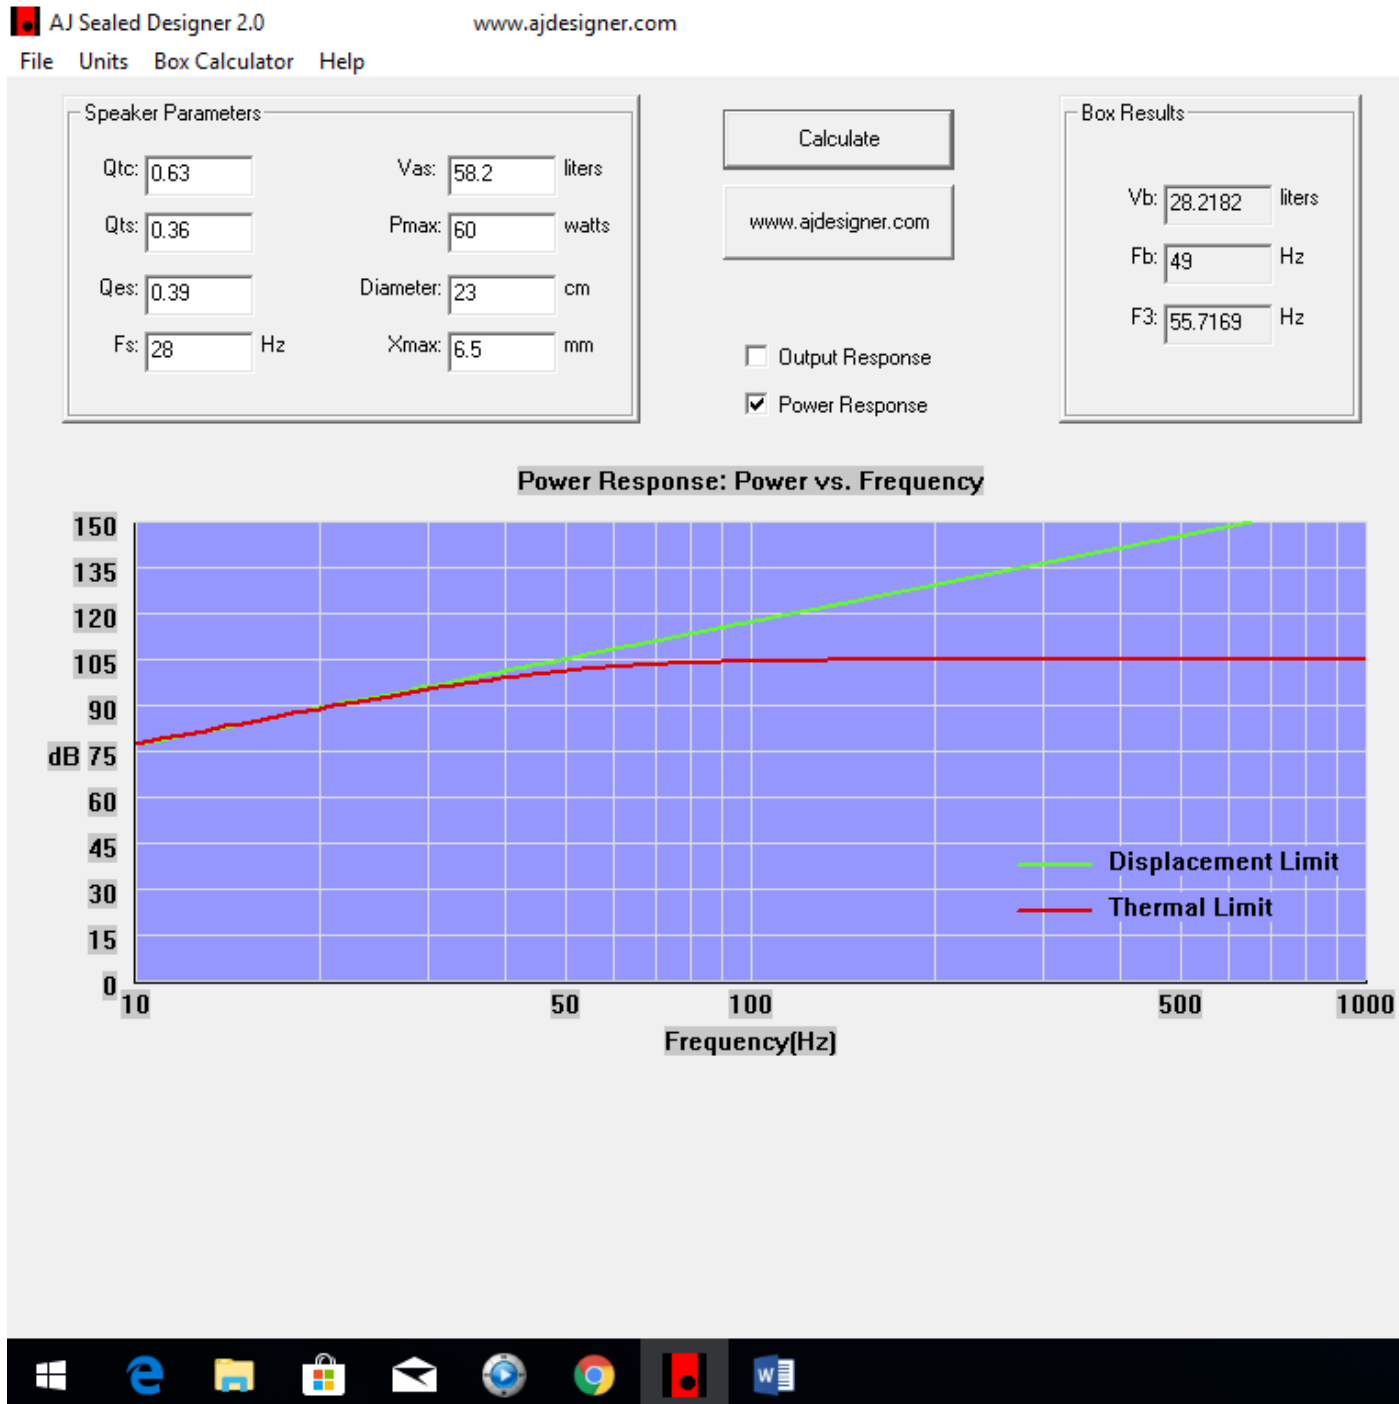 AJ Sealed Designer 2.0 www.ajdesigner.com
File Units Box Calculator Help
Speaker Parameters
Qtc: 0.63 Vas: 58.2 liters
Qts: 0.36 Pmax: 60 watts
Qes: 0.39 Diameter: 23 cm
Fs: 28 Hz Xmax: 6.5 mm
Calculate
www.ajdesigner.com
Output Response
Power Response
Box Results
Vb: 28.2182 liters
Fb: 49 Hz
F3: 55.7169 Hz
Power Response: Power vs. Frequency
150
135
120
105
90
dB 75
60
45
30
15
0
Displacement Limit
Thermal Limit
10 50 100 500 1000
Frequency(Hz)
W